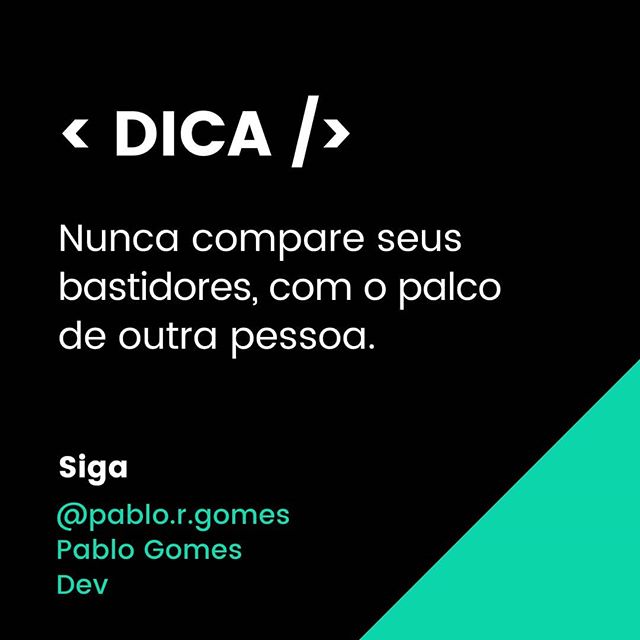 < DICA />
Nunca compare seus
bastidores, com o palco
de outra pessoa.
Siga
@pablo.r.gomes
Pablo Gomes
Dev